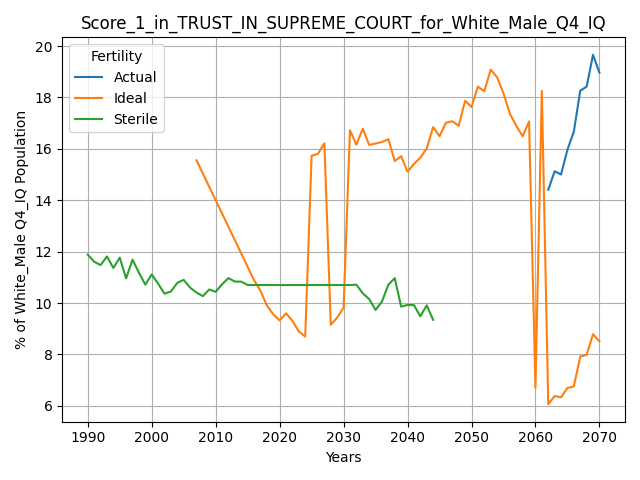 Score_1_in_TRUST_IN_SUPREME_COURT_for_White_Male_Q4_IQ
Fertility
Actual
Ideal
Sterile
% of White_Male Q4_IQ Population
20
18
16
14
12
10
8
6
1990 2000 2010 2020 2030 2040 2050 2060 2070
Years